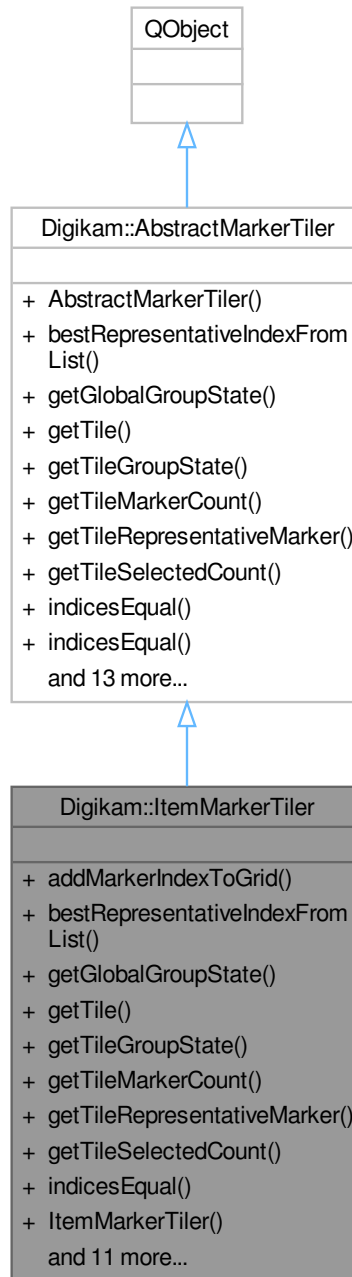 QObject
Digikam::AbstractMarkerTiler
+ AbstractMarkerTiler()
+ bestRepresentativeIndexFrom
List()
+ getGlobalGroupState()
+ getTile()
+ getTileGroupState()
+ getTileMarkerCount()
+ getTileRepresentativeMarker()
+ getTileSelectedCount()
+ indicesEqual()
+ indicesEqual()
and 13 more...
Digikam::ItemMarkerTiler
+ addMarkerIndexToGrid()
+ bestRepresentativeIndexFrom
List()
+ getGlobalGroupState()
+ getTile()
+ getTileGroupState()
+ getTileMarkerCount()
+ getTileRepresentativeMarker()
+ getTileSelectedCount()
+ indicesEqual()
+ ItemMarkerTiler()
and 11 more...